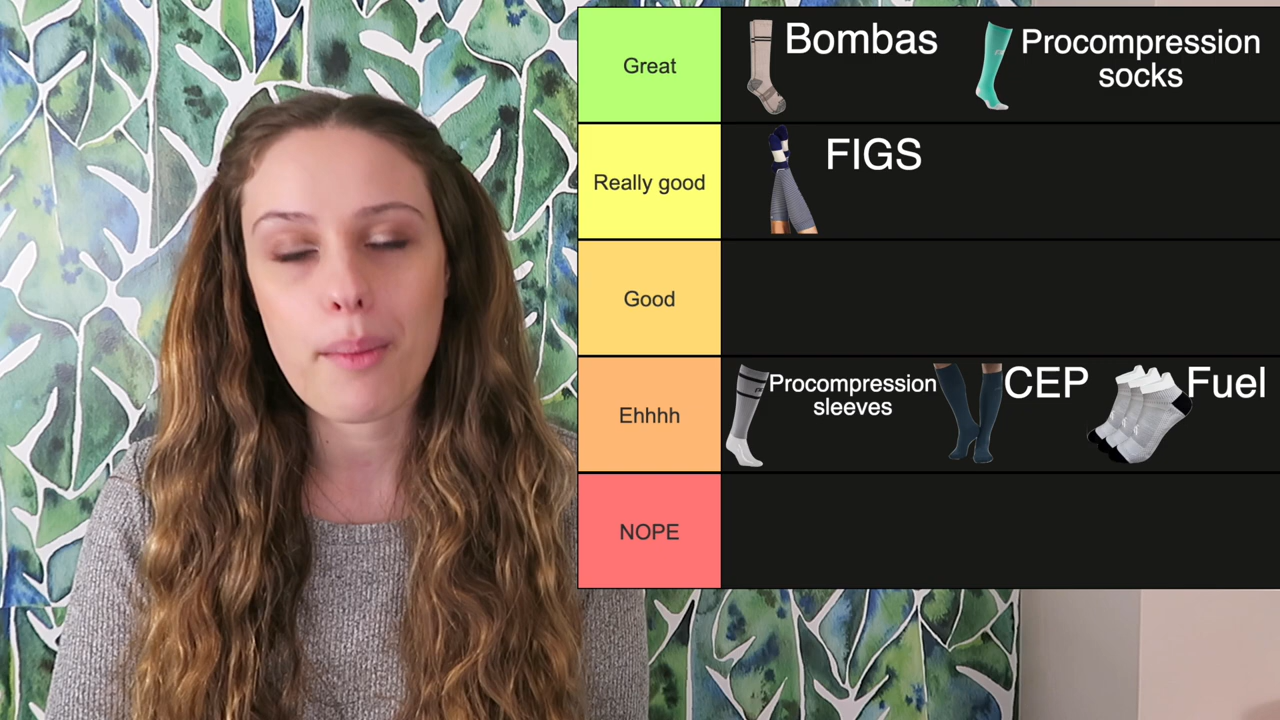 Great
Bombas
Procompression
socks
Really good
FIGS
Good
Ehhhh
Procompression
sleeves
CEP
Fuel
NOPE